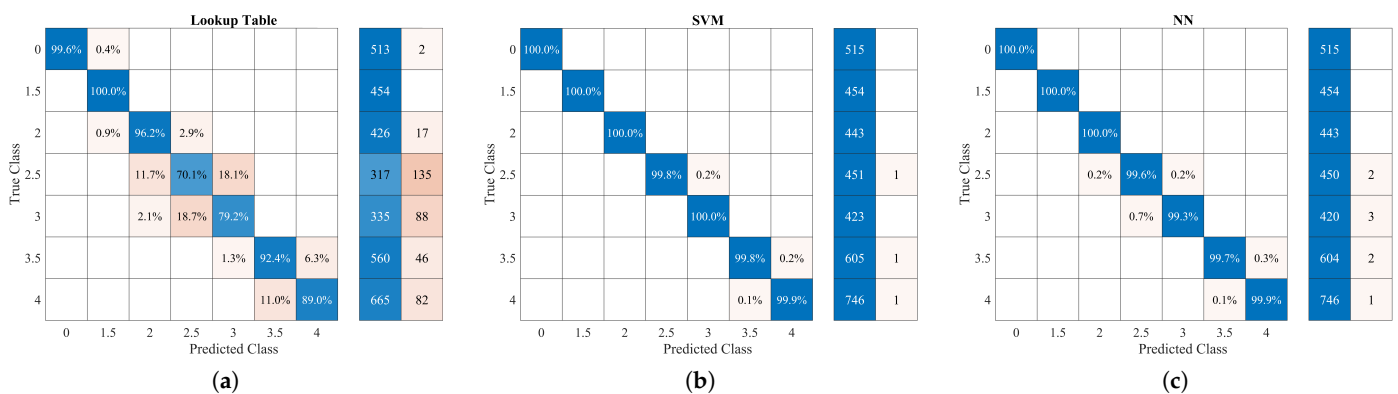 Lookup Table
True Class
0 99.6% 0.4% 513 2
1.5 100.0% 454
2 0.9% 96.2% 2.9% 426 17
2.5 11.7% 70.1% 18.1% 317 135
3 2.1% 18.7% 79.2% 335 88
3.5 1.3% 92.4% 6.3% 560 46
4 11.0% 89.0% 665 82
0 1.5 2 2.5 3 3.5 4
Predicted Class
(a)
SVM
True Class
0 100.0% 515
1.5 100.0% 454
2 100.0% 443
2.5 99.8% 0.2% 451 1
3 100.0% 423
3.5 99.8% 0.2% 605 1
4 0.1% 99.9% 746 1
0 1.5 2 2.5 3 3.5 4
Predicted Class
(b)
NN
True Class
0 100.0% 515
1.5 100.0% 454
2 100.0% 443
2.5 0.2% 99.6% 0.2% 450 2
3 0.7% 99.3% 420 3
3.5 99.7% 0.3% 604 2
4 0.1% 99.9% 746 1
0 1.5 2 2.5 3 3.5 4
Predicted Class
(c)